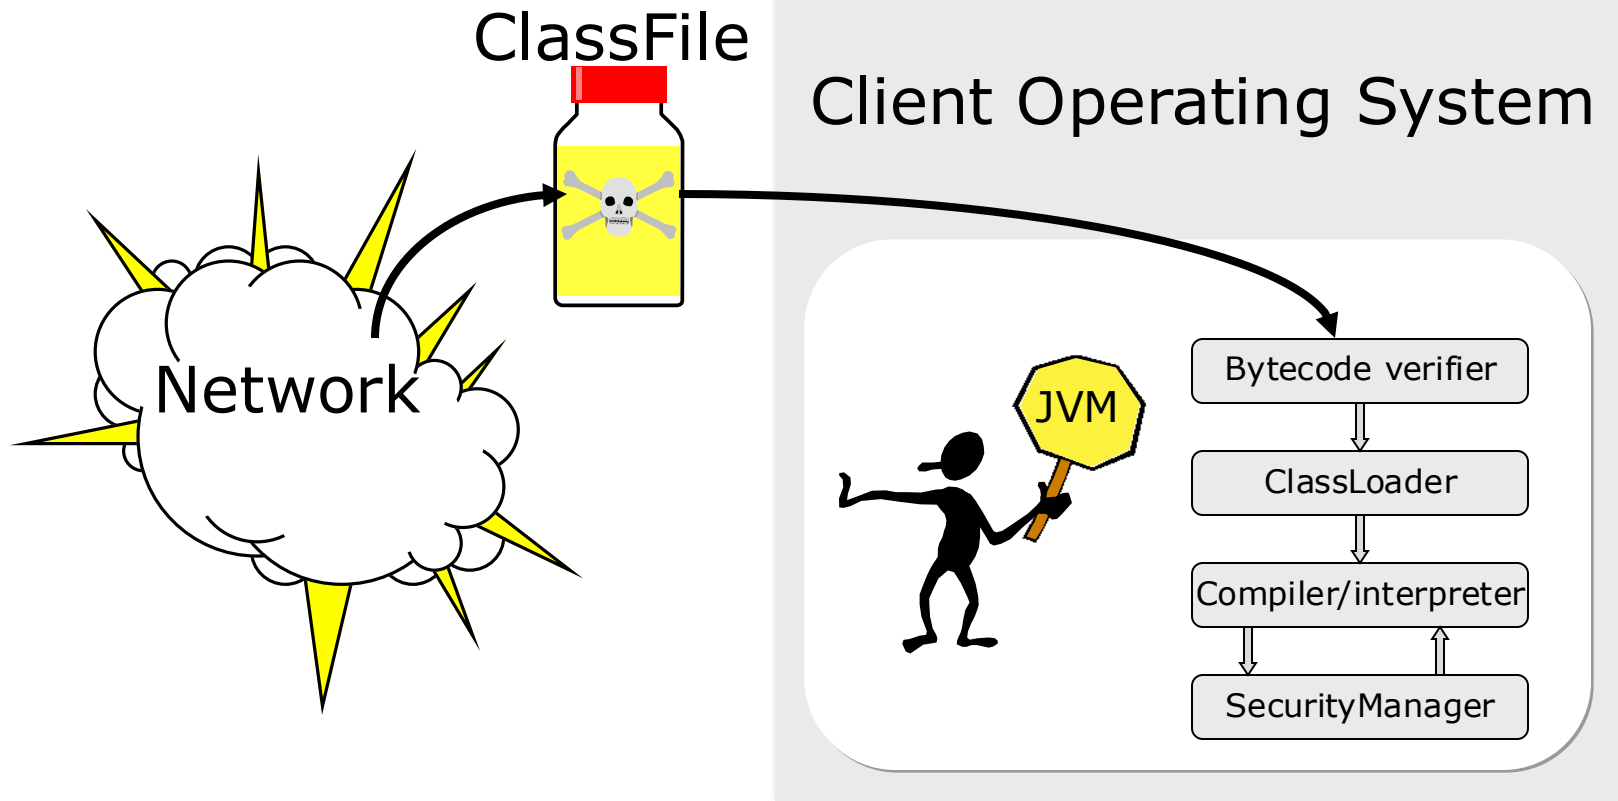 ClassFile
Client Operating System
Network
JVM
Bytecode verifier
ClassLoader
Compiler/interpreter
SecurityManager